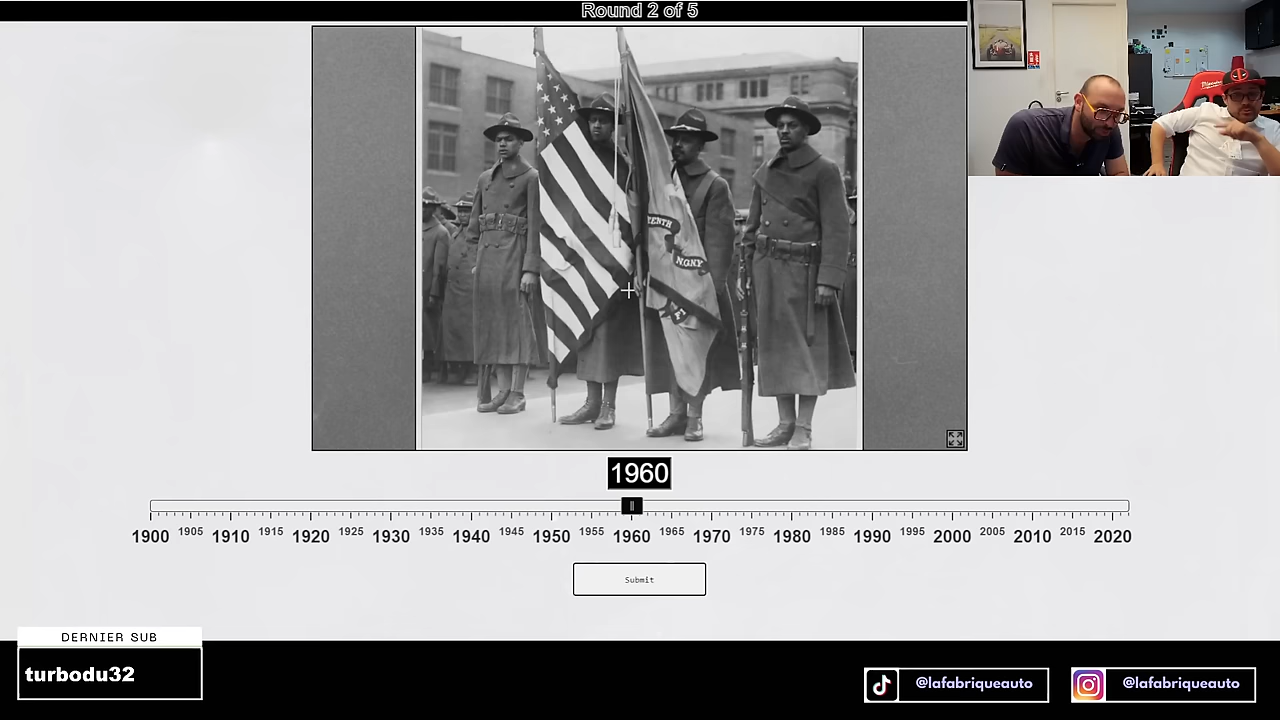 Round 2 of 5
EENTH
N.G.N.Y.
1960
1900 1905 1910 1915 1920 1925 1930 1935 1940 1945 1950 1955 1960 1965 1970 1975 1980 1985 1990 1995 2000 2005 2010 2015 2020
Submit
DERNIER SUB
turbodu32
@lafabriqueauto
@lafabriqueauto